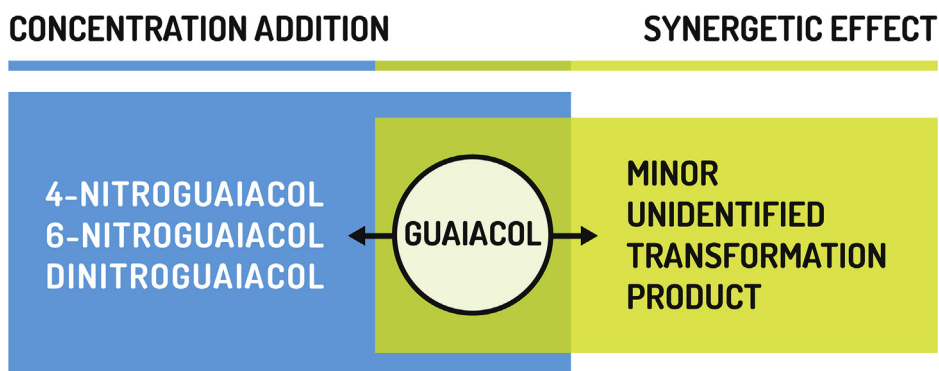 CONCENTRATION ADDITION
SYNERGETIC EFFECT
4-NITROGUAIACOL
6-NITROGUAIACOL
DINITROGUAIACOL
GUAIACOL
MINOR
UNIDENTIFIED
TRANSFORMATION
PRODUCT